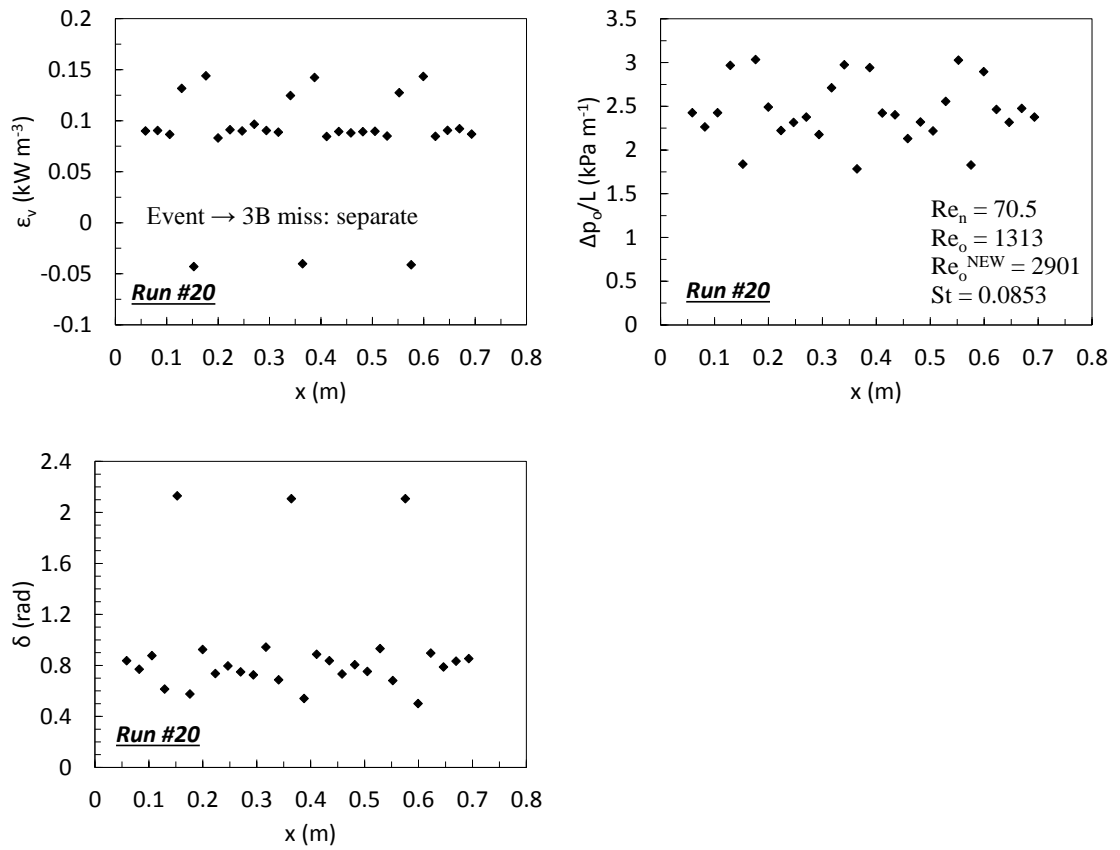 0.2
0.15
0.1
0.05
0
-0.05
-0.1
εv (kW m-3)
Event → 3B miss: separate
Run #20
0 0.1 0.2 0.3 0.4 0.5 0.6 0.7 0.8
x (m)
3.5
3
2.5
2
1.5
1
0.5
0
Δpo/L (kPa m-1)
Ren = 70.5
Reo = 1313
ReoNEW = 2901
St = 0.0853
Run #20
0 0.1 0.2 0.3 0.4 0.5 0.6 0.7 0.8
x (m)
2.4
2
1.6
1.2
0.8
0.4
0
δ (rad)
Run #20
0 0.1 0.2 0.3 0.4 0.5 0.6 0.7 0.8
x (m)